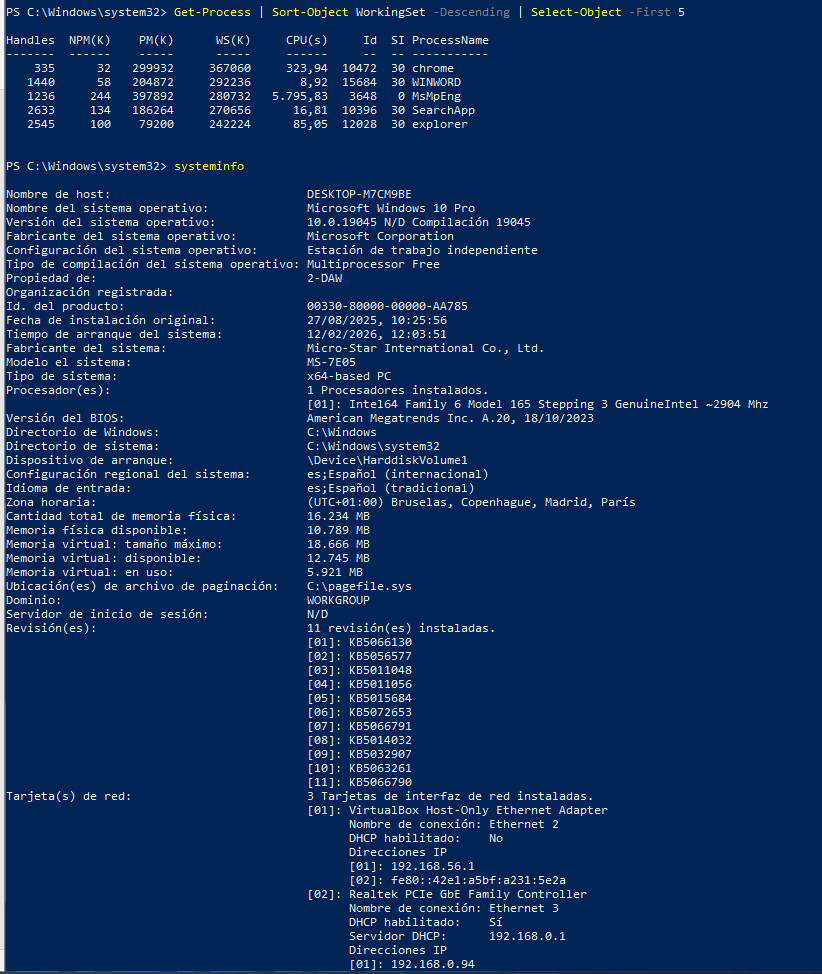 PS C:\Windows\system32> Get-Process | Sort-Object WorkingSet -Descending | Select-Object -First 5
Handles  NPM(K)    PM(K)      WS(K)     CPU(s)     Id  SI ProcessName
-------  ------    -----      -----     ------     --  -- -----------
    335      32   299932     367060     323,94  10472  30 chrome
   1440      58   204872     292236       8,92  15684  30 WINWORD
   1236     244   397892     280732   5.795,83   3648   0 MsMpEng
   2633     134   186264     270656      16,81  10396  30 SearchApp
   2545     100    79200     242224      85,05  12028  30 explorer
PS C:\Windows\system32> systeminfo
Nombre de host:                            DESKTOP-M7CM9BE
Nombre del sistema operativo:              Microsoft Windows 10 Pro
Versión del sistema operativo:             10.0.19045 N/D Compilación 19045
Fabricante del sistema operativo:          Microsoft Corporation
Configuración del sistema operativo:       Estación de trabajo independiente
Tipo de compilación del sistema operativo: Multiprocessor Free
Propiedad de:                              2-DAW
Organización registrada:
Id. del producto:                          00330-80000-00000-AA785
Fecha de instalación original:             27/08/2025, 10:25:56
Tiempo de arranque del sistema:            12/02/2026, 12:03:51
Fabricante del sistema:                    Micro-Star International Co., Ltd.
Modelo el sistema:                         MS-7E05
Tipo de sistema:                           x64-based PC
Procesador(es):                            1 Procesadores instalados.
                                           [01]: Intel64 Family 6 Model 165 Stepping 3 GenuineIntel ~2904 Mhz
Versión del BIOS:                          American Megatrends Inc. A.20, 18/10/2023
Directorio de Windows:                     C:\Windows
Directorio de sistema:                     C:\Windows\system32
Dispositivo de arranque:                   \Device\HarddiskVolume1
Configuración regional del sistema:        es;Español (internacional)
Idioma de entrada:                         es;Español (tradicional)
Zona horaria:                              (UTC+01:00) Bruselas, Copenhague, Madrid, París
Cantidad total de memoria física:          16.234 MB
Memoria física disponible:                 10.789 MB
Memoria virtual: tamaño máximo:            18.666 MB
Memoria virtual: disponible:               12.745 MB
Memoria virtual: en uso:                   5.921 MB
Ubicación(es) de archivo de paginación:    C:\pagefile.sys
Dominio:                                   WORKGROUP
Servidor de inicio de sesión:              N/D
Revisión(es):                              11 revisión(es) instaladas.
                                           [01]: KB5066130
                                           [02]: KB5056577
                                           [03]: KB5011048
                                           [04]: KB5011056
                                           [05]: KB5015684
                                           [06]: KB5072653
                                           [07]: KB5066791
                                           [08]: KB5014032
                                           [09]: KB5032907
                                           [10]: KB5063261
                                           [11]: KB5066790
Tarjeta(s) de red:                         3 Tarjetas de interfaz de red instaladas.
                                           [01]: VirtualBox Host-Only Ethernet Adapter
                                                 Nombre de conexión: Ethernet 2
                                                 DHCP habilitado:    No
                                                 Direcciones IP
                                                 [01]: 192.168.56.1
                                                 [02]: fe80::42e1:a5bf:a231:5e2a
                                           [02]: Realtek PCIe GbE Family Controller
                                                 Nombre de conexión: Ethernet 3
                                                 DHCP habilitado:    Sí
                                                 Servidor DHCP:      192.168.0.1
                                                 Direcciones IP
                                                 [01]: 192.168.0.94